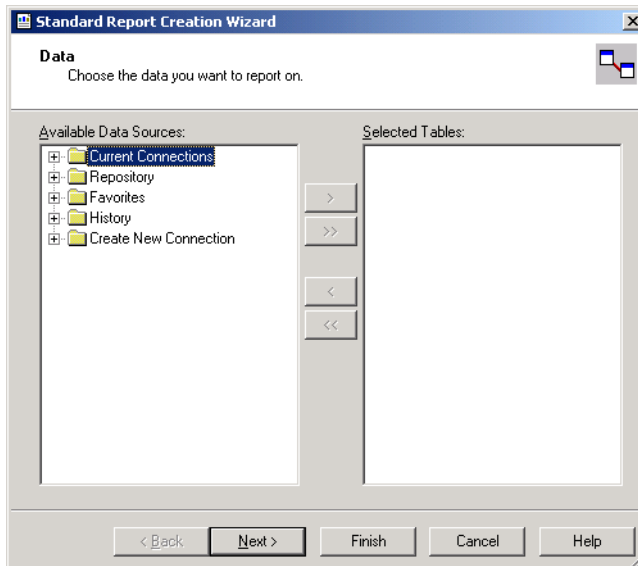 Standard Report Creation Wizard
Data
Choose the data you want to report on.
Available Data Sources:
Selected Tables:
Current Connections
Repository
Favorites
History
Create New Connection
>
>>
<
<<
< Back
Next >
Finish
Cancel
Help